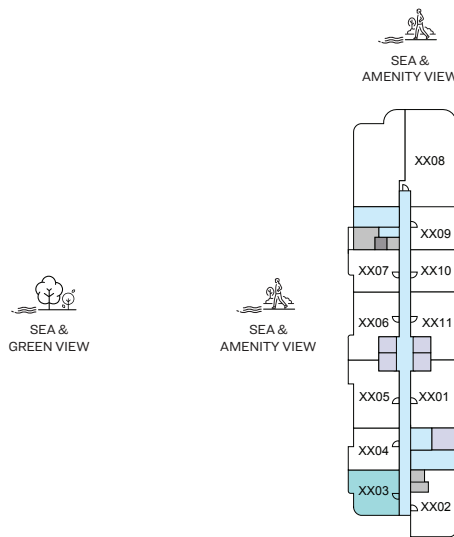 SEA &
AMENITY VIEW
XX08
XX09
XX07
XX10
XX06
XX11
SEA &
GREEN VIEW
SEA &
AMENITY VIEW
XX05
XX01
XX04
XX03
XX02